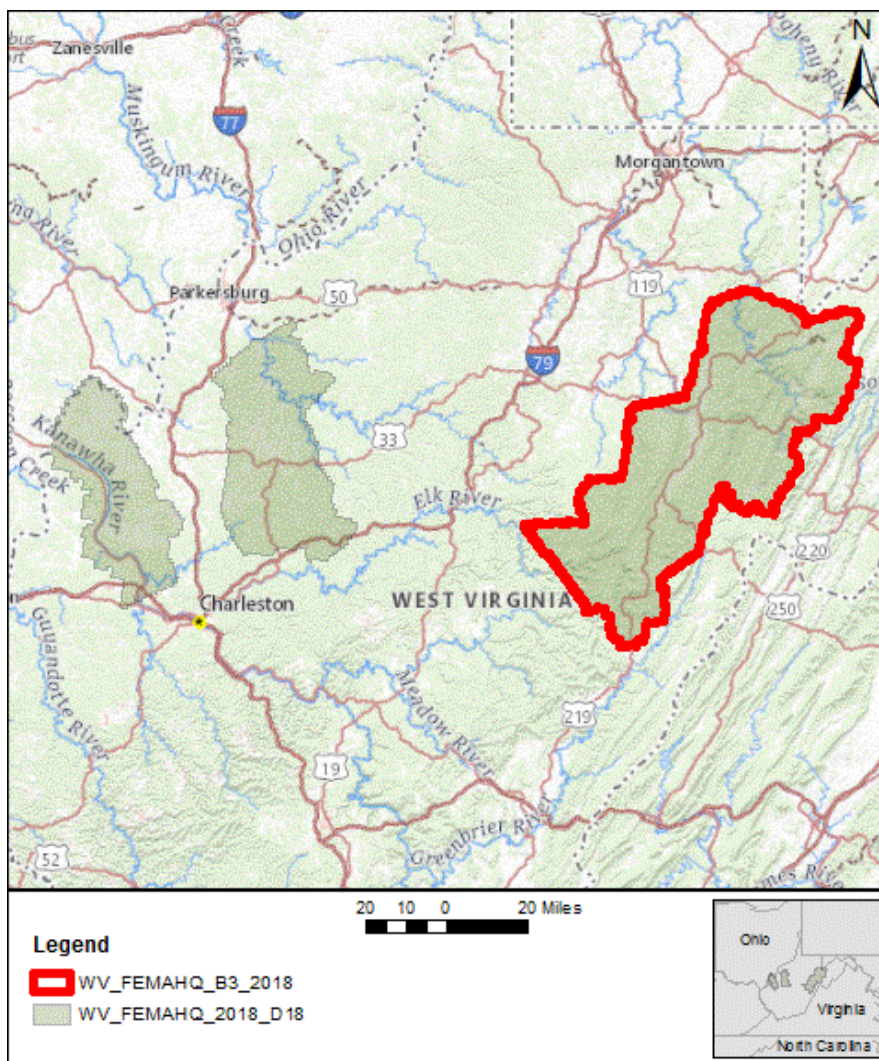 N
Zanesville
Creek
77
Muskingum River
Ohio River
Morgantown
Parkersburg
50
119
79
Kanawha River
Creek
33
Elk River
220
WEST VIRGINIA
250
Charleston
Guyandotte River
Meadow River
219
19
Greenbrier River
52
20 10 0 20 Miles
Legend
WV_FEMAHQ_B3_2018
WV_FEMAHQ_2018_D18
Ohio
Virginia
North Carolina